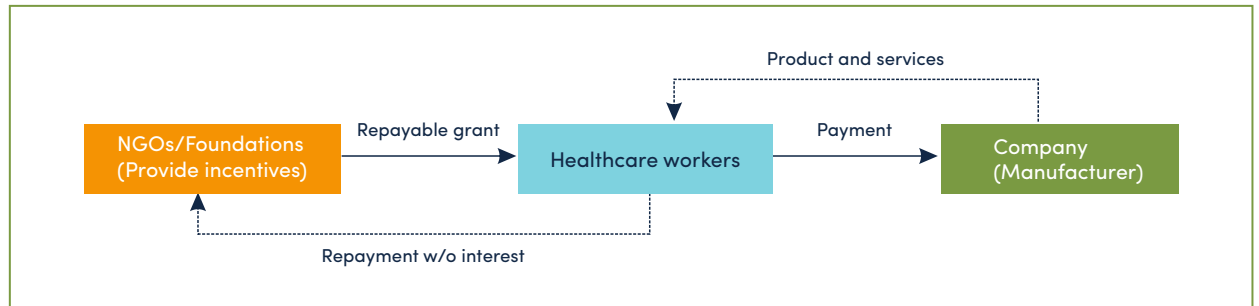 Product and services
NGOs/Foundations
(Provide incentives)
Repayable grant
Healthcare workers
Payment
Company
(Manufacturer)
Repayment w/o interest